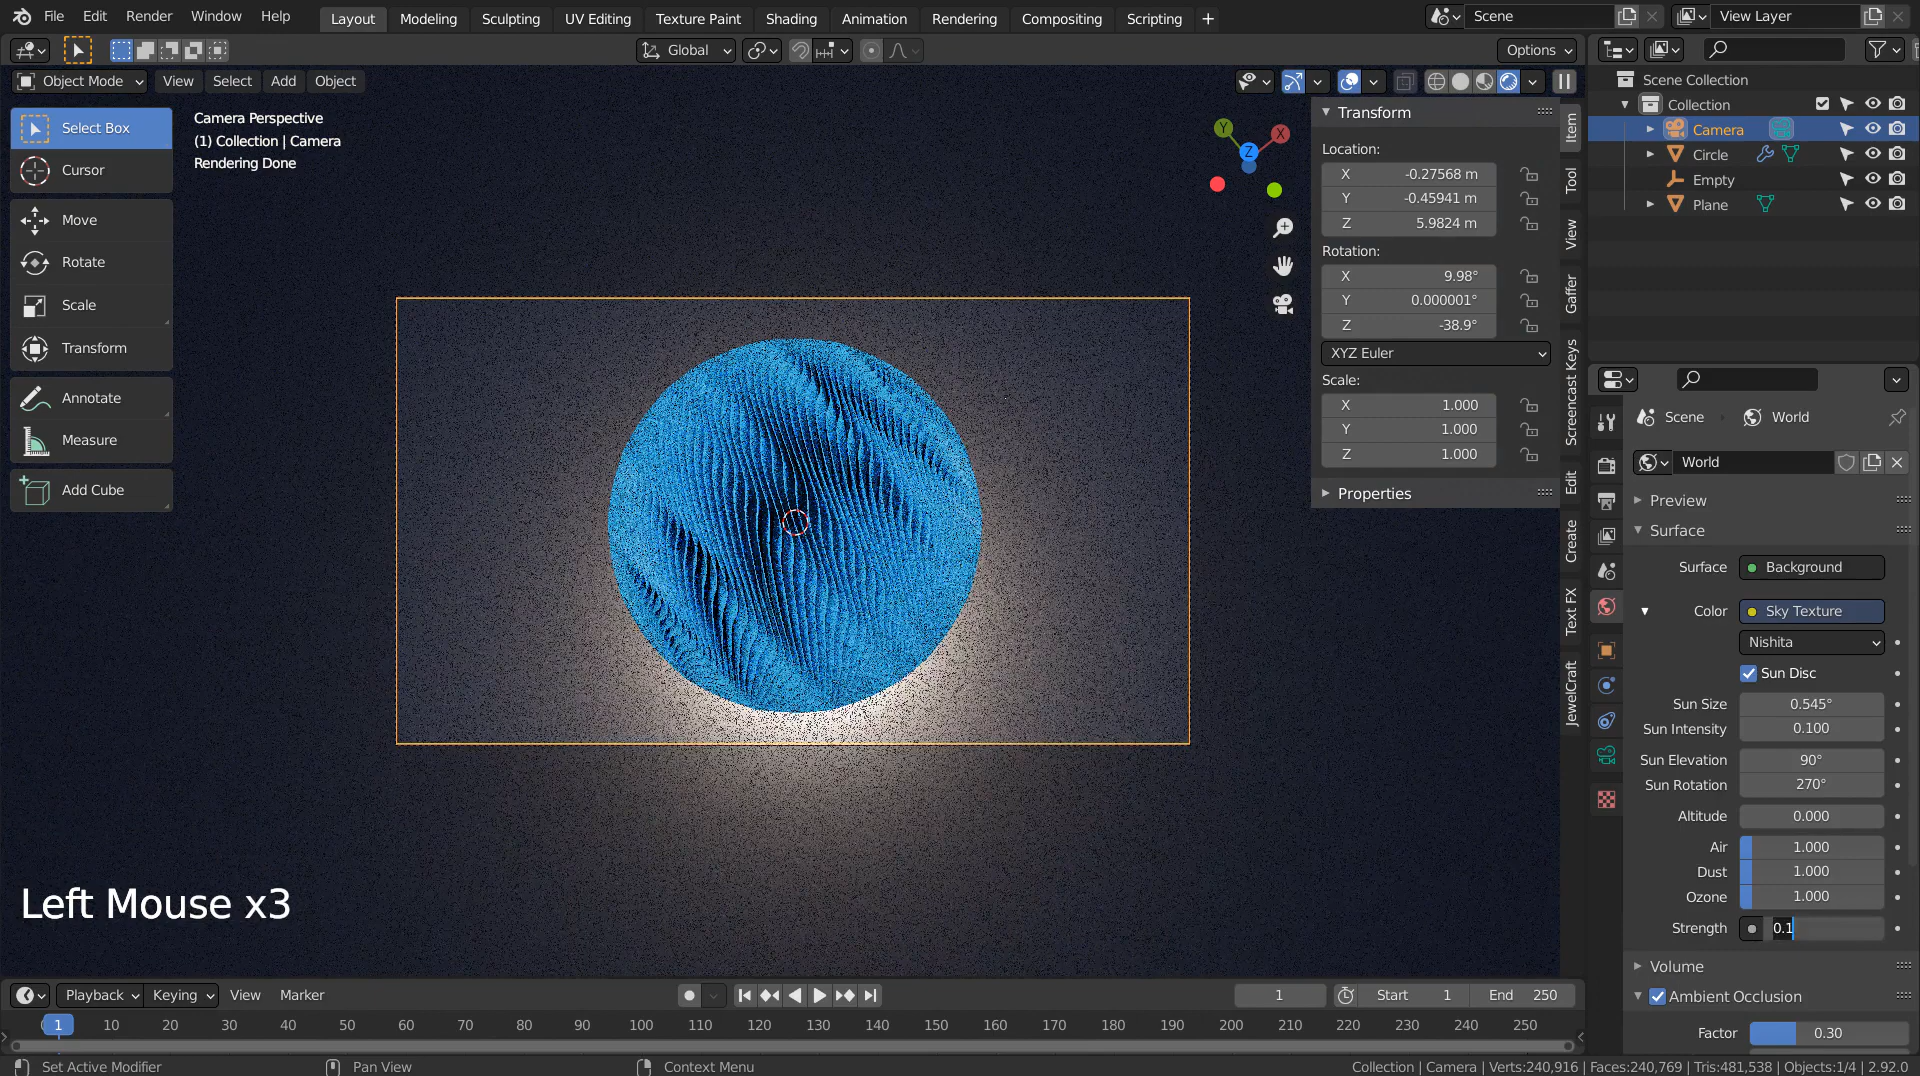 File Edit Render Window Help Layout Modeling Sculpting UV Editing Texture Paint Shading Animation Rendering Compositing Scripting + Scene View Layer
Global Options
Object Mode View Select Add Object
Select Box
Cursor
Move
Rotate
Scale
Transform
Annotate
Measure
Add Cube
Camera Perspective
(1) Collection | Camera
Rendering Done
Y X Z
Left Mouse x3
Transform
Location:
X -0.27568 m
Y -0.45941 m
Z 5.9824 m
Rotation:
X 9.98°
Y 0.000001°
Z -38.9°
XYZ Euler
Scale:
X 1.000
Y 1.000
Z 1.000
Properties
Item
Tool
View
Gaffer
Screencast Keys
Edit
Create
Text FX
JewelCraft
Scene Collection
Collection
Camera
Circle
Empty
Plane
Scene World
World
Preview
Surface
Surface Background
Color Sky Texture
Nishita
Sun Disc
Sun Size 0.545°
Sun Intensity 0.100
Sun Elevation 90°
Sun Rotation 270°
Altitude 0.000
Air 1.000
Dust 1.000
Ozone 1.000
Strength 0.1
Volume
Ambient Occlusion
Factor 0.30
Playback Keying View Marker 1 Start 1 End 250
1 10 20 30 40 50 60 70 80 90 100 110 120 130 140 150 160 170 180 190 200 210 220 230 240 250
Set Active Modifier Pan View Context Menu Collection | Camera | Verts:240,916 | Faces:240,769 | Tris:481,538 | Objects:1/4 | 2.92.0